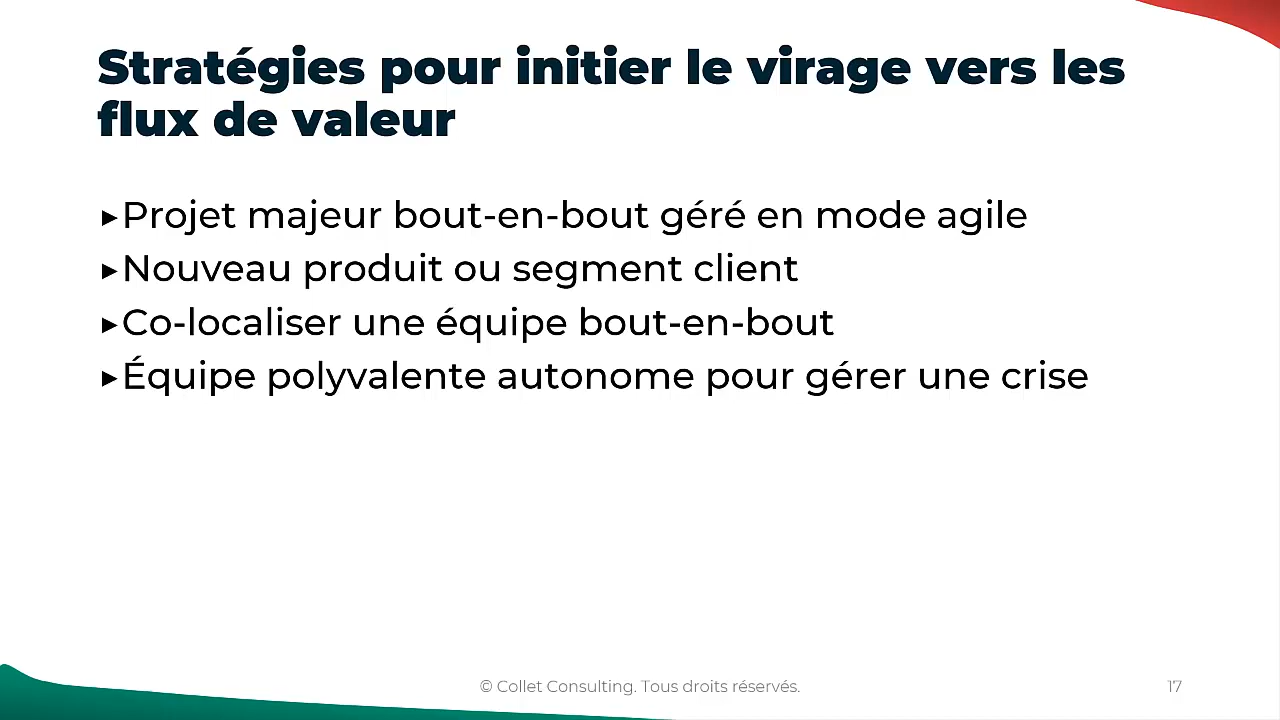 Stratégies pour initier le virage vers les
flux de valeur
▸Projet majeur bout-en-bout géré en mode agile
▸Nouveau produit ou segment client
▸Co-localiser une équipe bout-en-bout
▸Équipe polyvalente autonome pour gérer une crise
© Collet Consulting. Tous droits réservés.
17